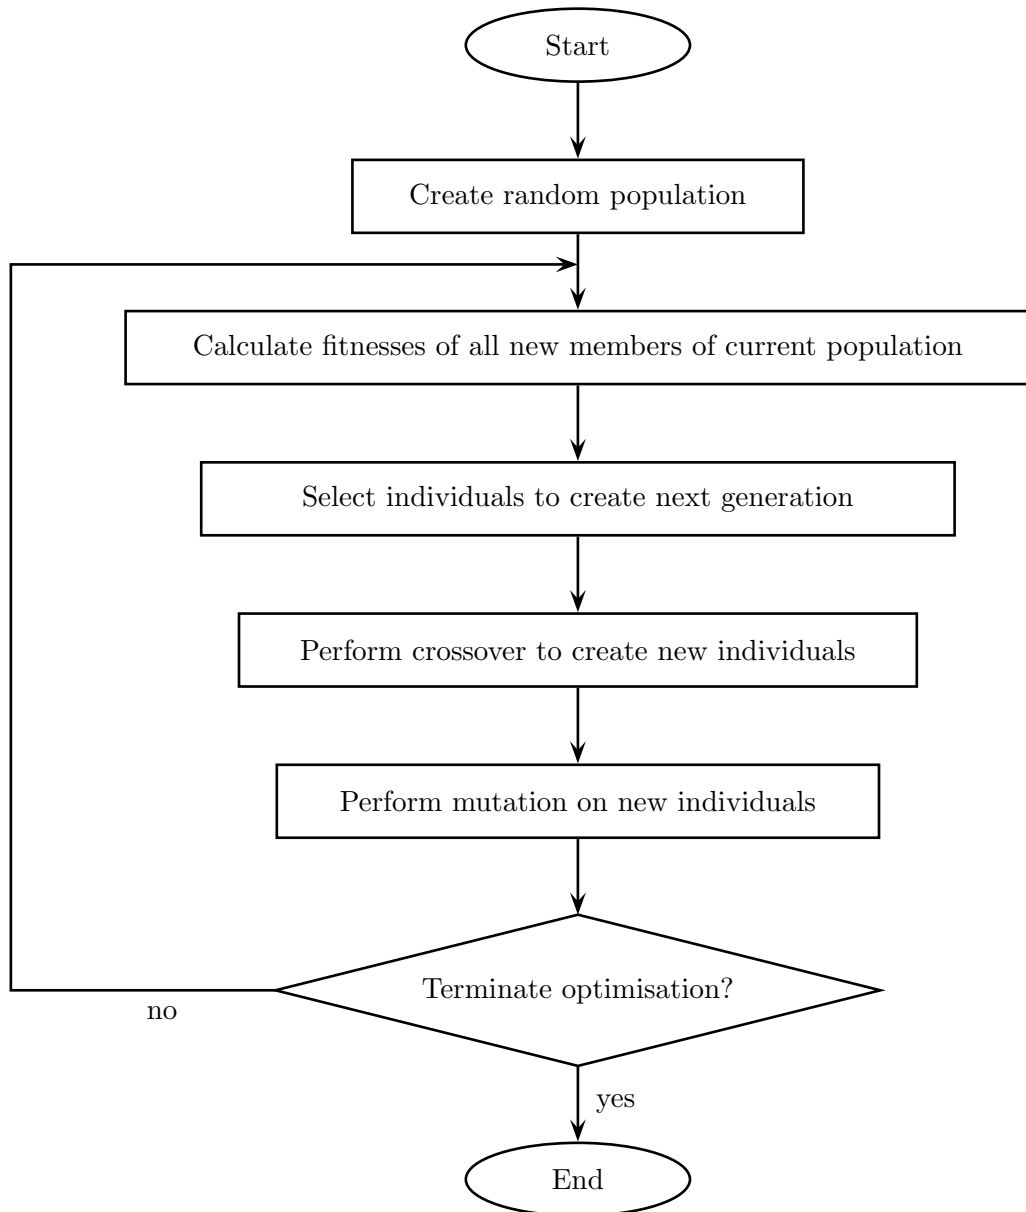 Start
Create random population
Calculate fitnesses of all new members of current population
Select individuals to create next generation
Perform crossover to create new individuals
Perform mutation on new individuals
Terminate optimisation?
no
yes
End